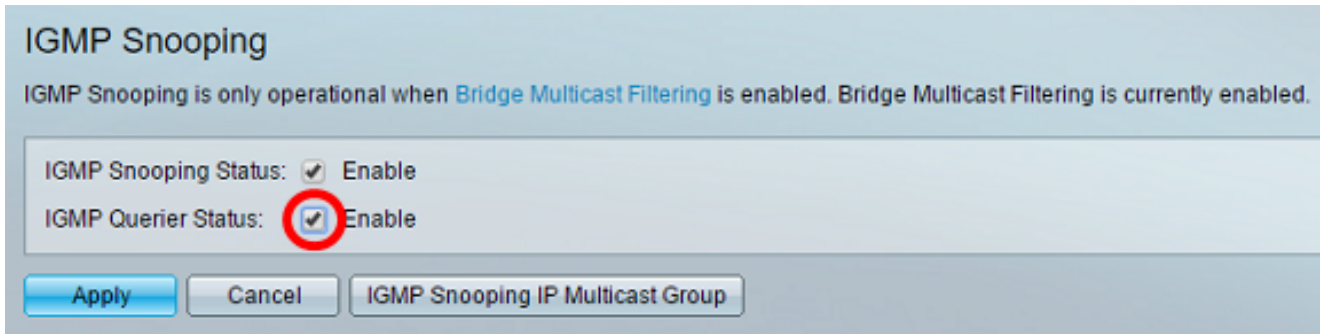 IGMP Snooping
IGMP Snooping is only operational when Bridge Multicast Filtering is enabled. Bridge Multicast Filtering is currently enabled.
IGMP Snooping Status: Enable
IGMP Querier Status: Enable
Apply Cancel IGMP Snooping IP Multicast Group